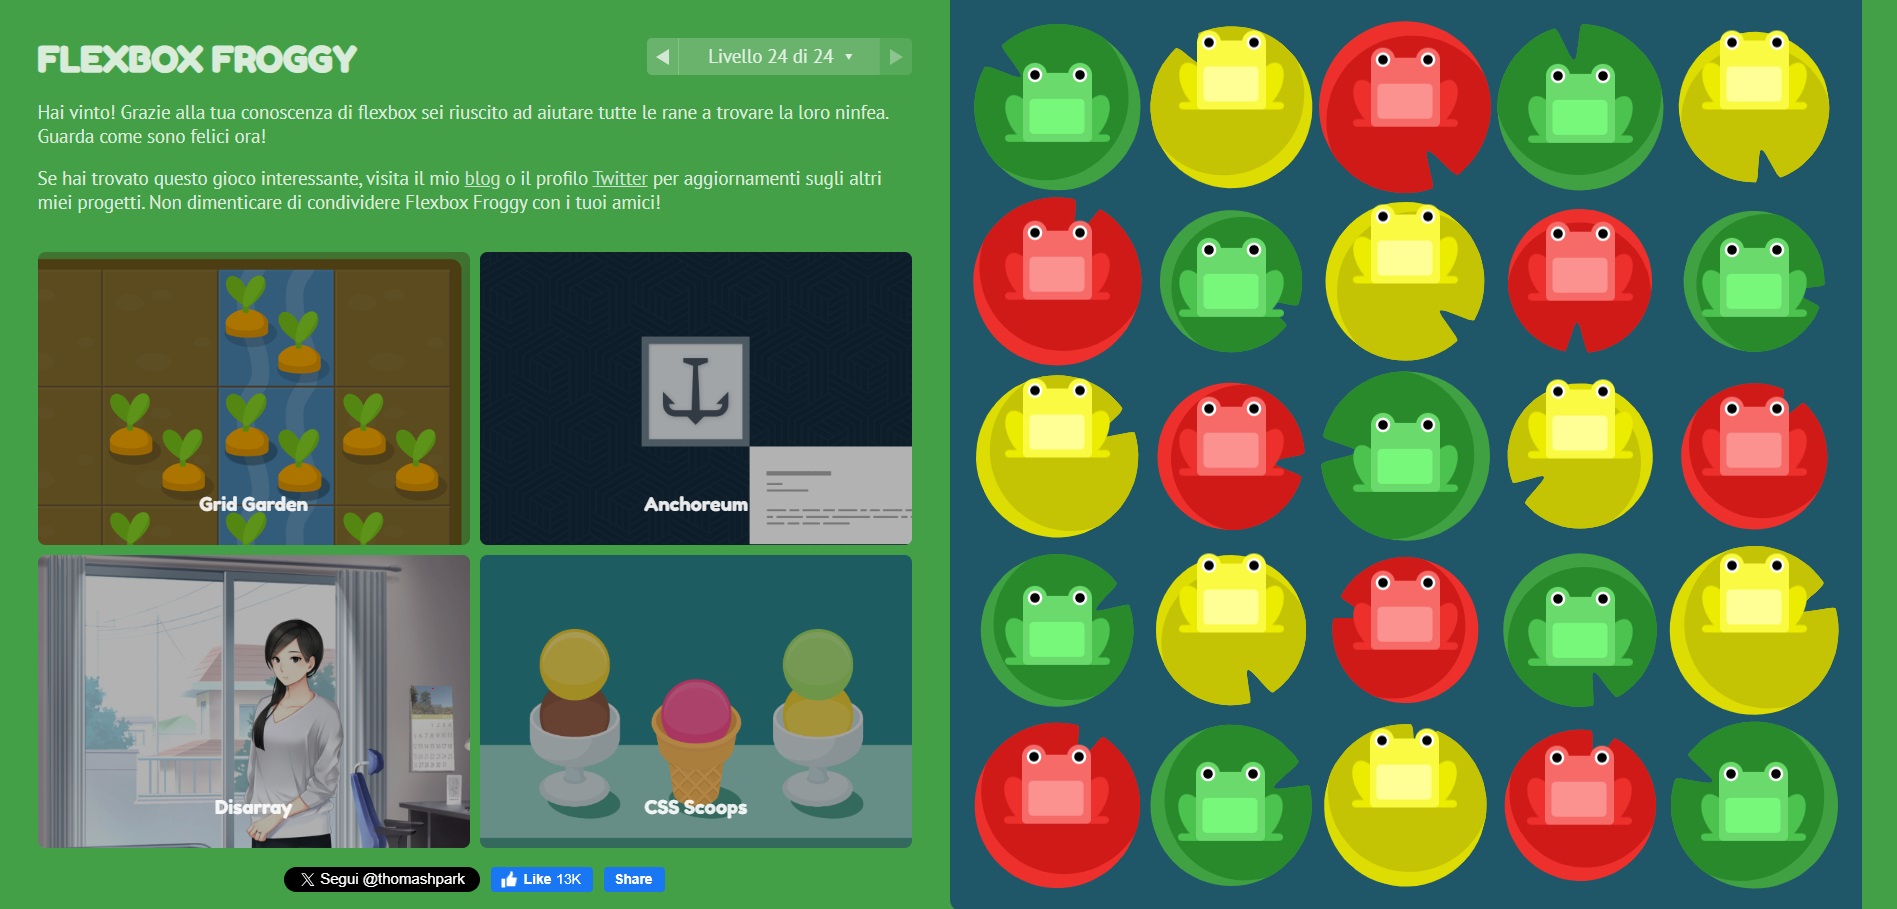 FLEXBOX FROGGY
Livello 24 di 24
Hai vinto! Grazie alla tua conoscenza di flexbox sei riuscito ad aiutare tutte le rane a trovare la loro ninfea.
Guarda come sono felici ora!
Se hai trovato questo gioco interessante, visita il mio blog o il profilo Twitter per aggiornamenti sugli altri
miei progetti. Non dimenticare di condividere Flexbox Froggy con i tuoi amici!
Grid Garden
Anchoreum
Disarray
CSS Scoops
Segui @thomashpark
Like 13K
Share